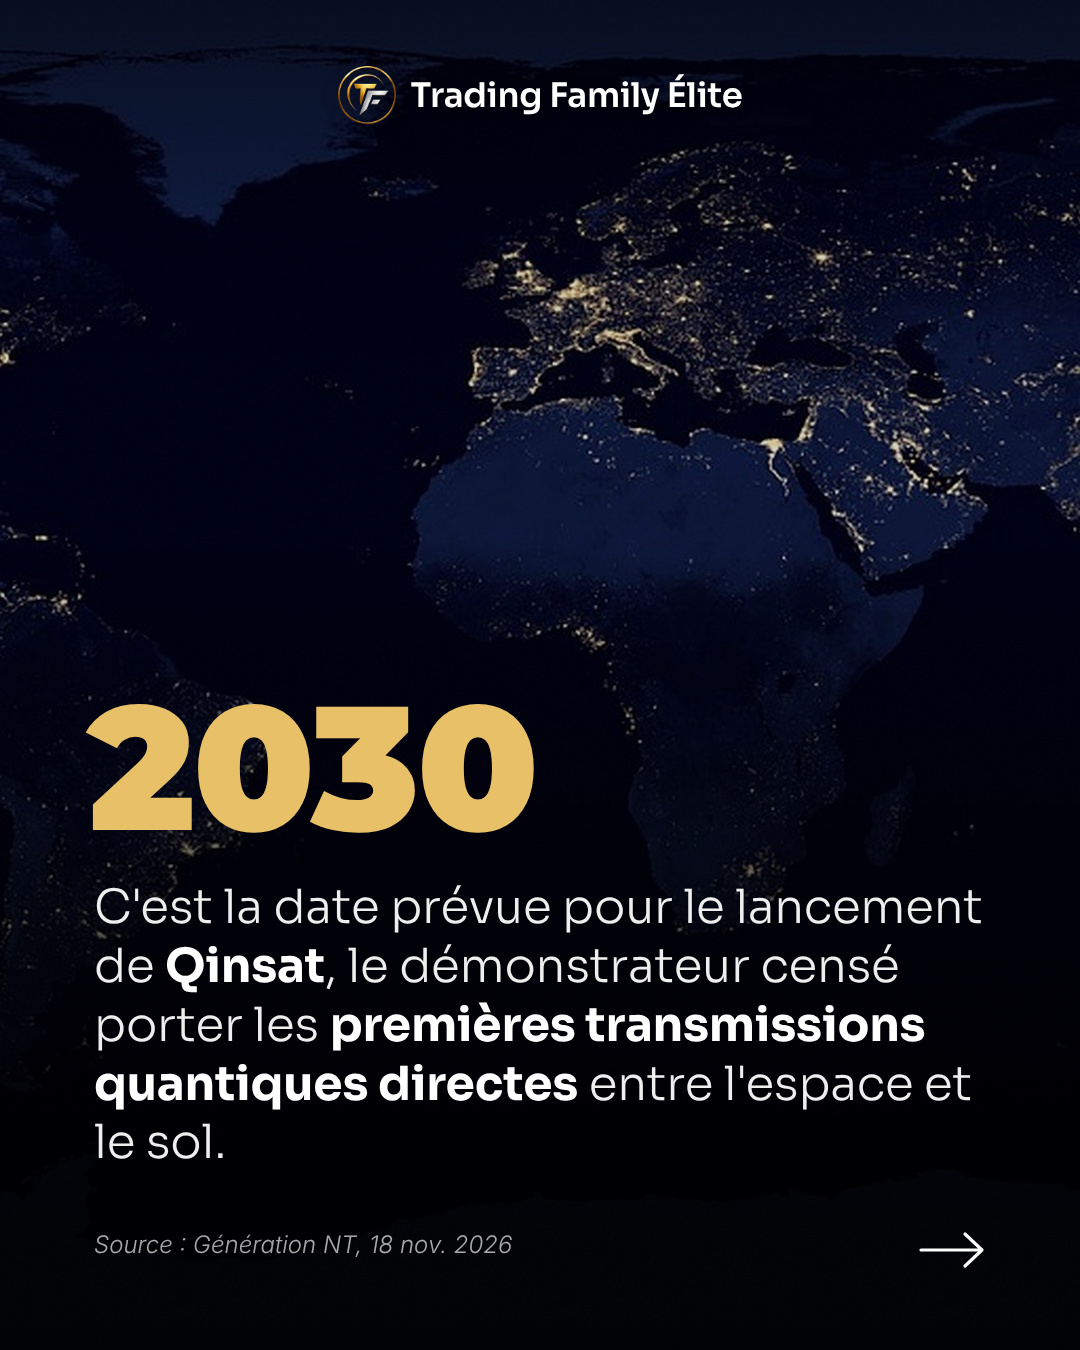 TF
Trading Family Élite
2030
C'est la date prévue pour le lancement
de Qinsat, le démonstrateur censé
porter les premières transmissions
quantiques directes entre l'espace et
le sol.
Source : Génération NT, 18 nov. 2026